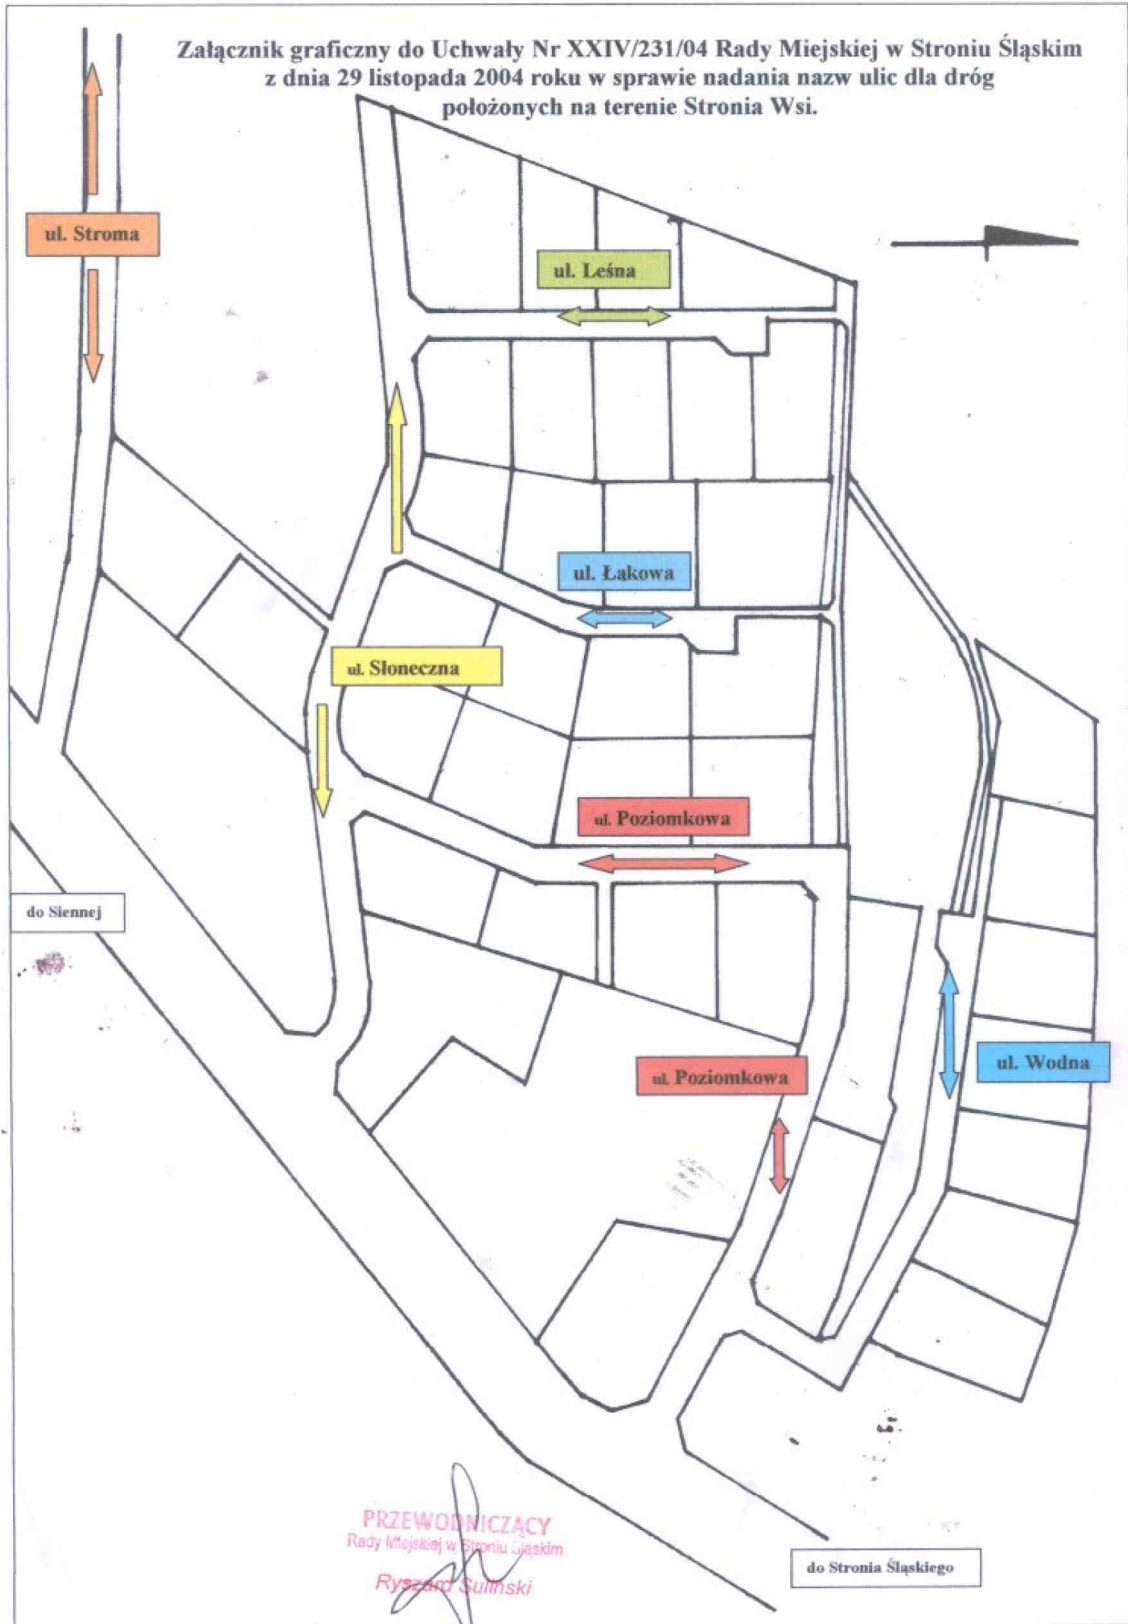 Załącznik graficzny do Uchwały Nr XXIV/231/04 Rady Miejskiej w Stroniu Śląskim
z dnia 29 listopada 2004 roku w sprawie nadania nazw ulic dla dróg
położonych na terenie Stronia Wsi.
ul. Stroma
ul. Leśna
ul. Łąkowa
ul. Słoneczna
ul. Poziomkowa
do Siennej
ul. Poziomkowa
ul. Wodna
PRZEWODNICZĄCY
Rady Miejskiej w Stroniu Śląskim
Ryszard Suliński
do Stronia Śląskiego